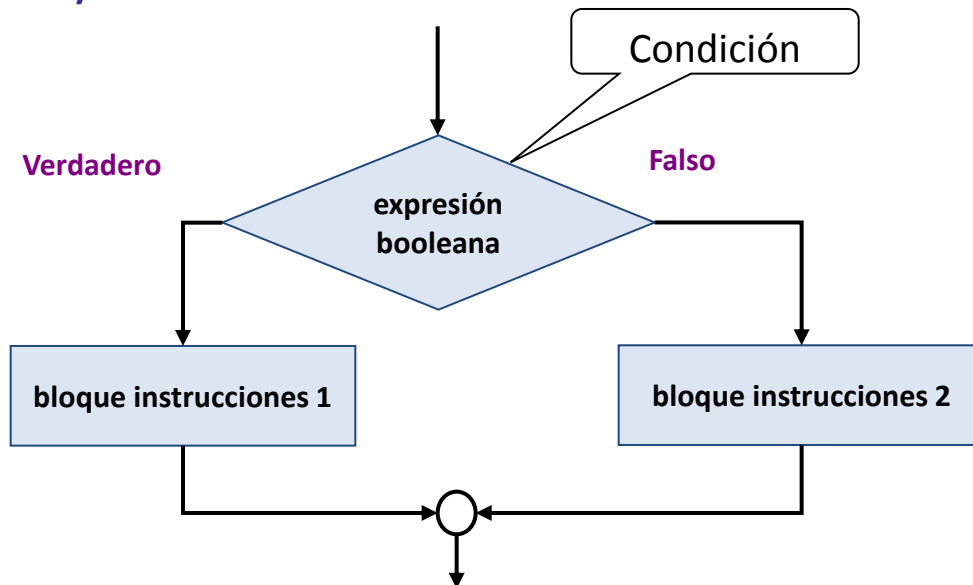 Condición
Verdadero
Falso
expresión
booleana
bloque instrucciones 1
bloque instrucciones 2